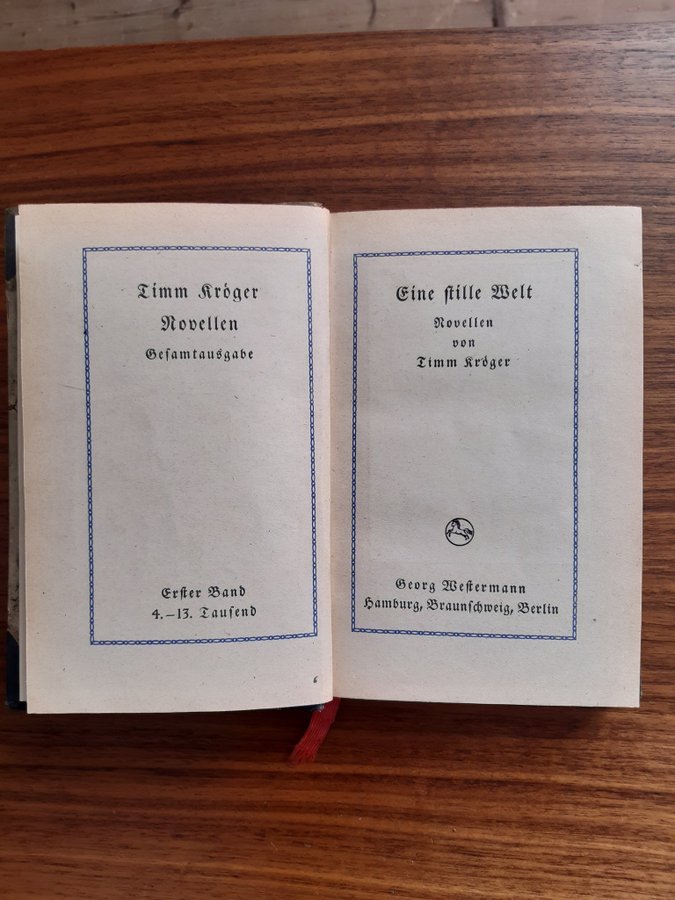 Timm Kröger
Novellen
Geſamtausgabe
Erſter Band
4.–13. Tauſend
6
Eine ſtille Welt
Novellen
von
Timm Kröger
Georg Weſtermann
Hamburg, Braunſchweig, Berlin